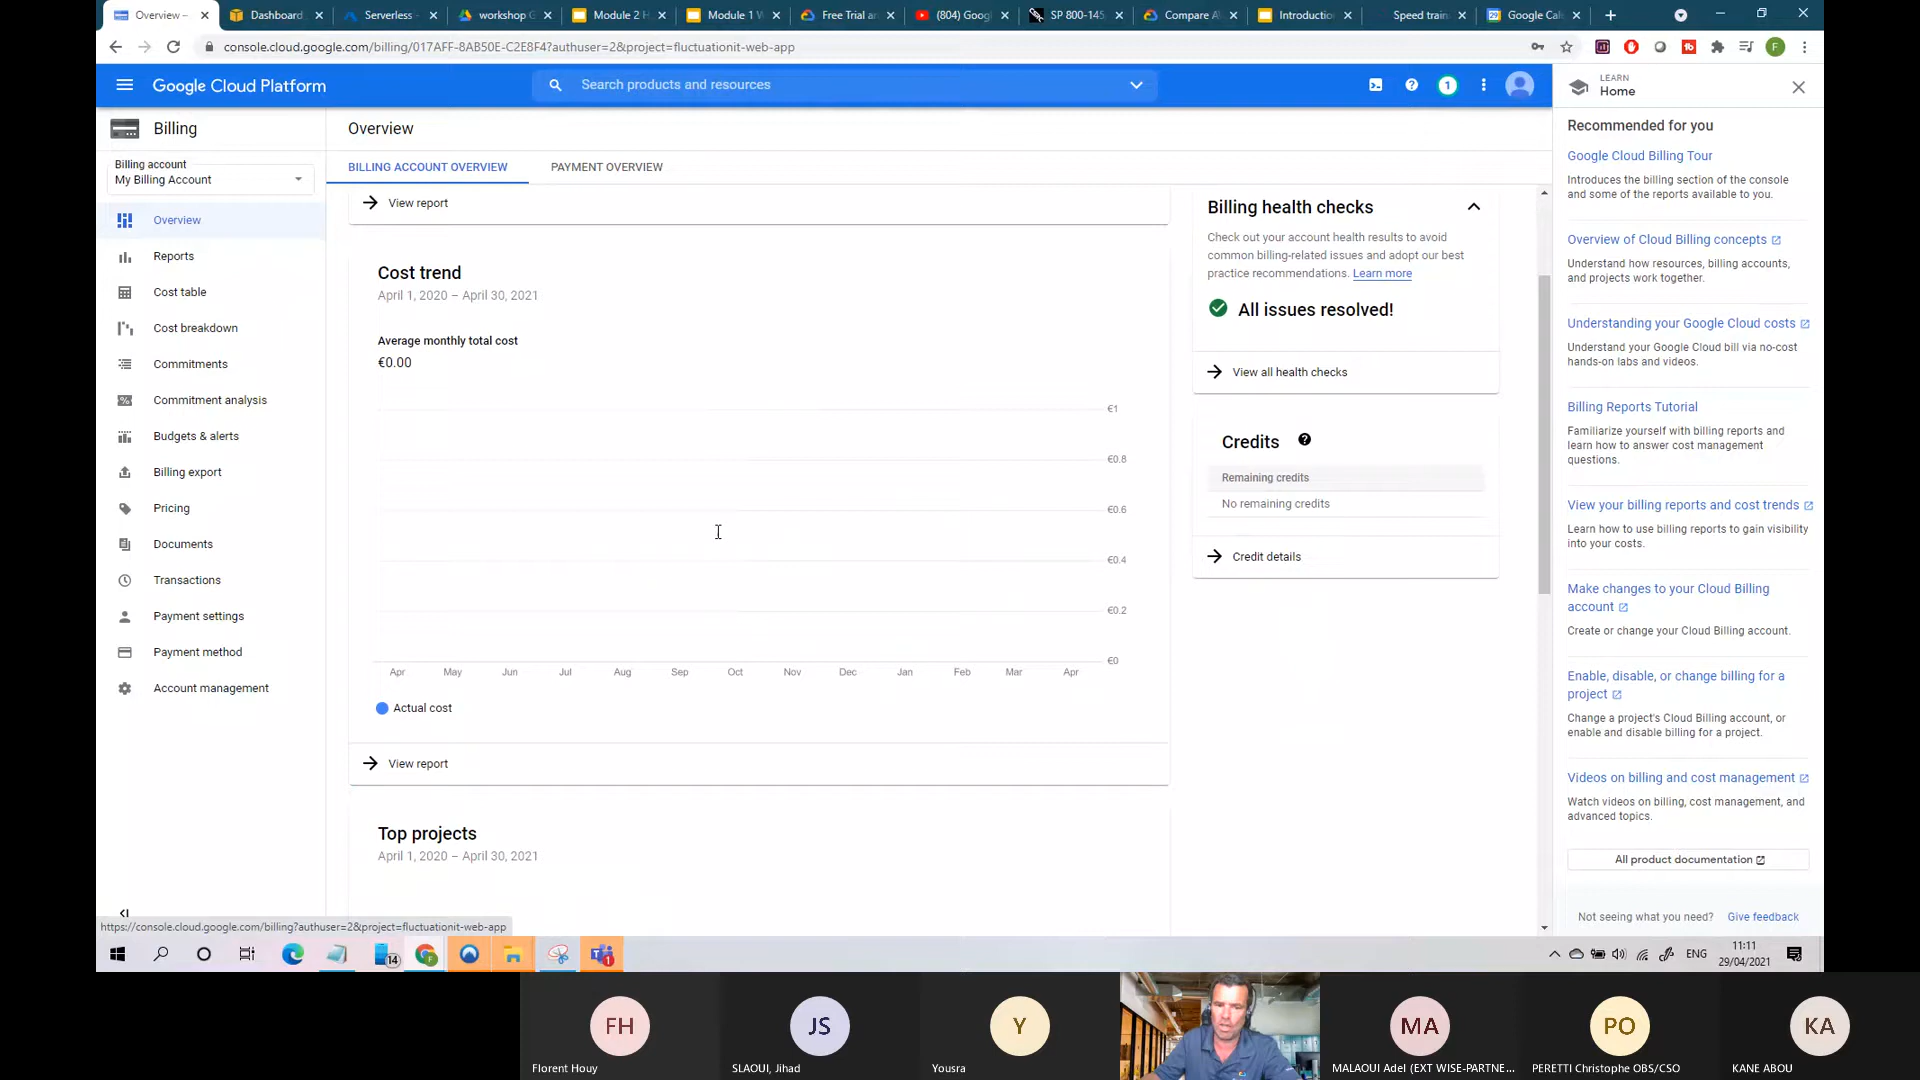 Overview –
Dashboard
Serverless -
workshop G
Module 2 H
Module 1 W
Free Trial an
(804) Googl
SP 800-145,
Compare A
Introductio
Speed train
Google Cal
console.cloud.google.com/billing/017AFF-8AB50E-C2E8F4?authuser=2&project=fluctuationit-web-app
F
Google Cloud Platform
Search products and resources
1
LEARN
Home
Billing
Billing account
My Billing Account
Overview
Reports
Cost table
Cost breakdown
Commitments
Commitment analysis
Budgets & alerts
Billing export
Pricing
Documents
Transactions
Payment settings
Payment method
Account management
Overview
BILLING ACCOUNT OVERVIEW
PAYMENT OVERVIEW
View report
Cost trend
April 1, 2020 – April 30, 2021
Average monthly total cost
€0.00
€1
€0.8
€0.6
€0.4
€0.2
€0
Apr May Jun Jul Aug Sep Oct Nov Dec Jan Feb Mar Apr
Actual cost
View report
Top projects
April 1, 2020 – April 30, 2021
Billing health checks
Check out your account health results to avoid
common billing-related issues and adopt our best
practice recommendations. Learn more
All issues resolved!
View all health checks
Credits
Remaining credits
No remaining credits
Credit details
Recommended for you
Google Cloud Billing Tour
Introduces the billing section of the console
and some of the reports available to you.
Overview of Cloud Billing concepts
Understand how resources, billing accounts,
and projects work together.
Understanding your Google Cloud costs
Understand your Google Cloud bill via no-cost
hands-on labs and videos.
Billing Reports Tutorial
Familiarize yourself with billing reports and
learn how to answer cost management
questions.
View your billing reports and cost trends
Learn how to use billing reports to gain visibility
into your costs.
Make changes to your Cloud Billing
account
Create or change your Cloud Billing account.
Enable, disable, or change billing for a
project
Change a project's Cloud Billing account, or
enable and disable billing for a project.
Videos on billing and cost management
Watch videos on billing, cost management, and
advanced topics.
All product documentation
Not seeing what you need? Give feedback
https://console.cloud.google.com/billing?authuser=2&project=fluctuationit-web-app
14
1
ENG
11:11
29/04/2021
FH
Florent Houy
JS
SLAOUI, Jihad
Y
Yousra
MA
MALAOUI Adel (EXT WISE-PARTNE...
PO
PERETTI Christophe OBS/CSO
KA
KANE ABOU